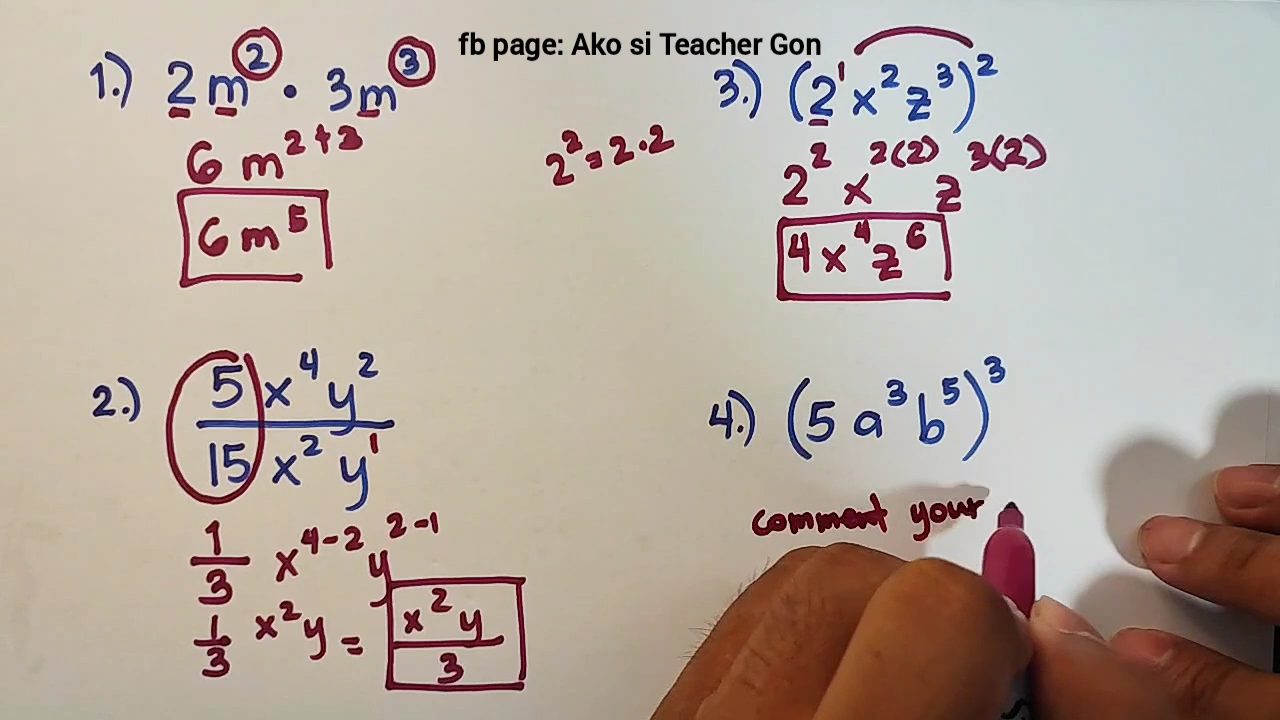 fb page: Ako si Teacher Gon
1.) 2m² · 3m³
6m²⁺³
6m⁵
2² = 2·2
3.) (2¹x²z³)²
2² x²⁽²⁾ z³⁽²⁾
4x⁴z⁶
2.) 5x⁴y² / 15x²y¹
1/3 x⁴⁻² y²⁻¹
1/3 x²y = x²y / 3
4.) (5a³b⁵)³
comment your